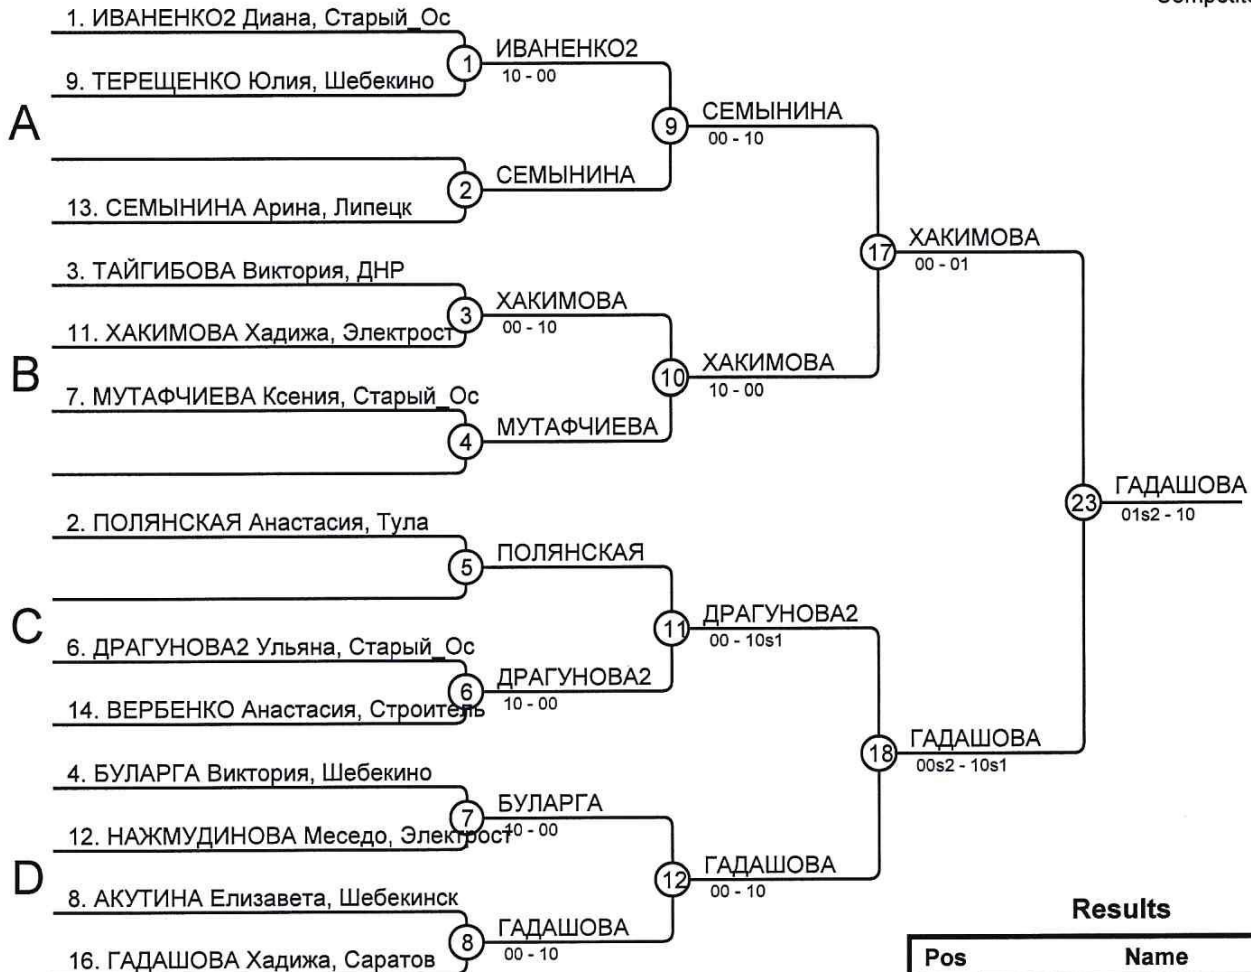 Competit
1. ИВАНЕНКО2 Диана, Старый_Ос
1 ИВАНЕНКО2
10 - 00
9. ТЕРЕЩЕНКО Юлия, Шебекино
A
9 СЕМЫНИНА
00 - 10
2 СЕМЫНИНА
13. СЕМЫНИНА Арина, Липецк
17 ХАКИМОВА
00 - 01
3. ТАЙГИБОВА Виктория, ДНР
3 ХАКИМОВА
00 - 10
11. ХАКИМОВА Хадижа, Электрост
B
10 ХАКИМОВА
10 - 00
7. МУТАФЧИЕВА Ксения, Старый_Ос
4 МУТАФЧИЕВА
23 ГАДАШОВА
01s2 - 10
2. ПОЛЯНСКАЯ Анастасия, Тула
5 ПОЛЯНСКАЯ
C
11 ДРАГУНОВА2
00 - 10s1
6. ДРАГУНОВА2 Ульяна, Старый_Ос
6 ДРАГУНОВА2
10 - 00
14. ВЕРБЕНКО Анастасия, Строитель
18 ГАДАШОВА
00s2 - 10s1
4. БУЛАРГА Виктория, Шебекино
7 БУЛАРГА
10 - 00
12. НАЖМУДИНОВА Меседо, Электрост
D
12 ГАДАШОВА
00 - 10
8. АКУТИНА Елизавета, Шебекинск
8 ГАДАШОВА
00 - 10
16. ГАДАШОВА Хадижа, Саратов
Results
Pos Name